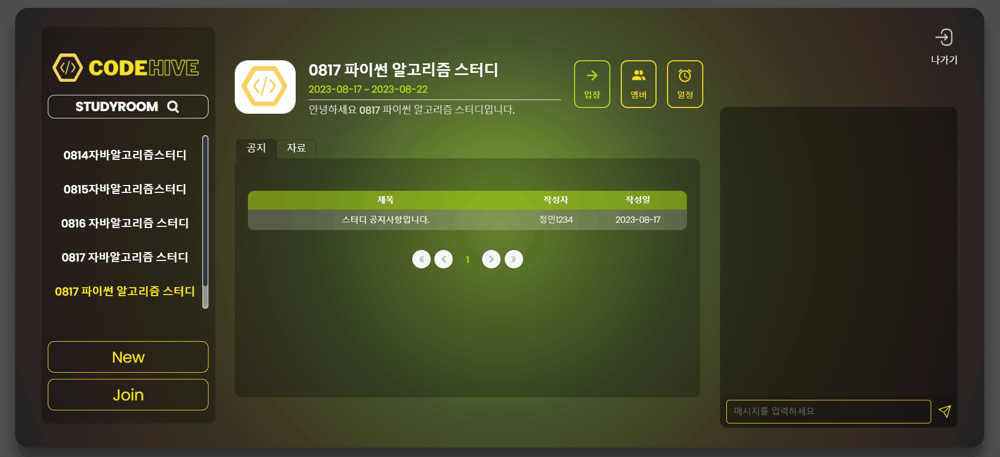 CODEHIVE
STUDYROOM
0814자바알고리즘스터디
0815자바알고리즘스터디
0816 자바알고리즘 스터디
0817 자바알고리즘 스터디
0817 파이썬 알고리즘 스터디
New
Join
</>
0817 파이썬 알고리즘 스터디
2023-08-17 ~ 2023-08-22
안녕하세요 0817 파이썬 알고리즘 스터디입니다.
입장 멤버 일정
공지 자료
제목 작성자 작성일
스터디 공지사항입니다. 정민1234 2023-08-17
« < 1 > »
나가기
메시지를 입력하세요